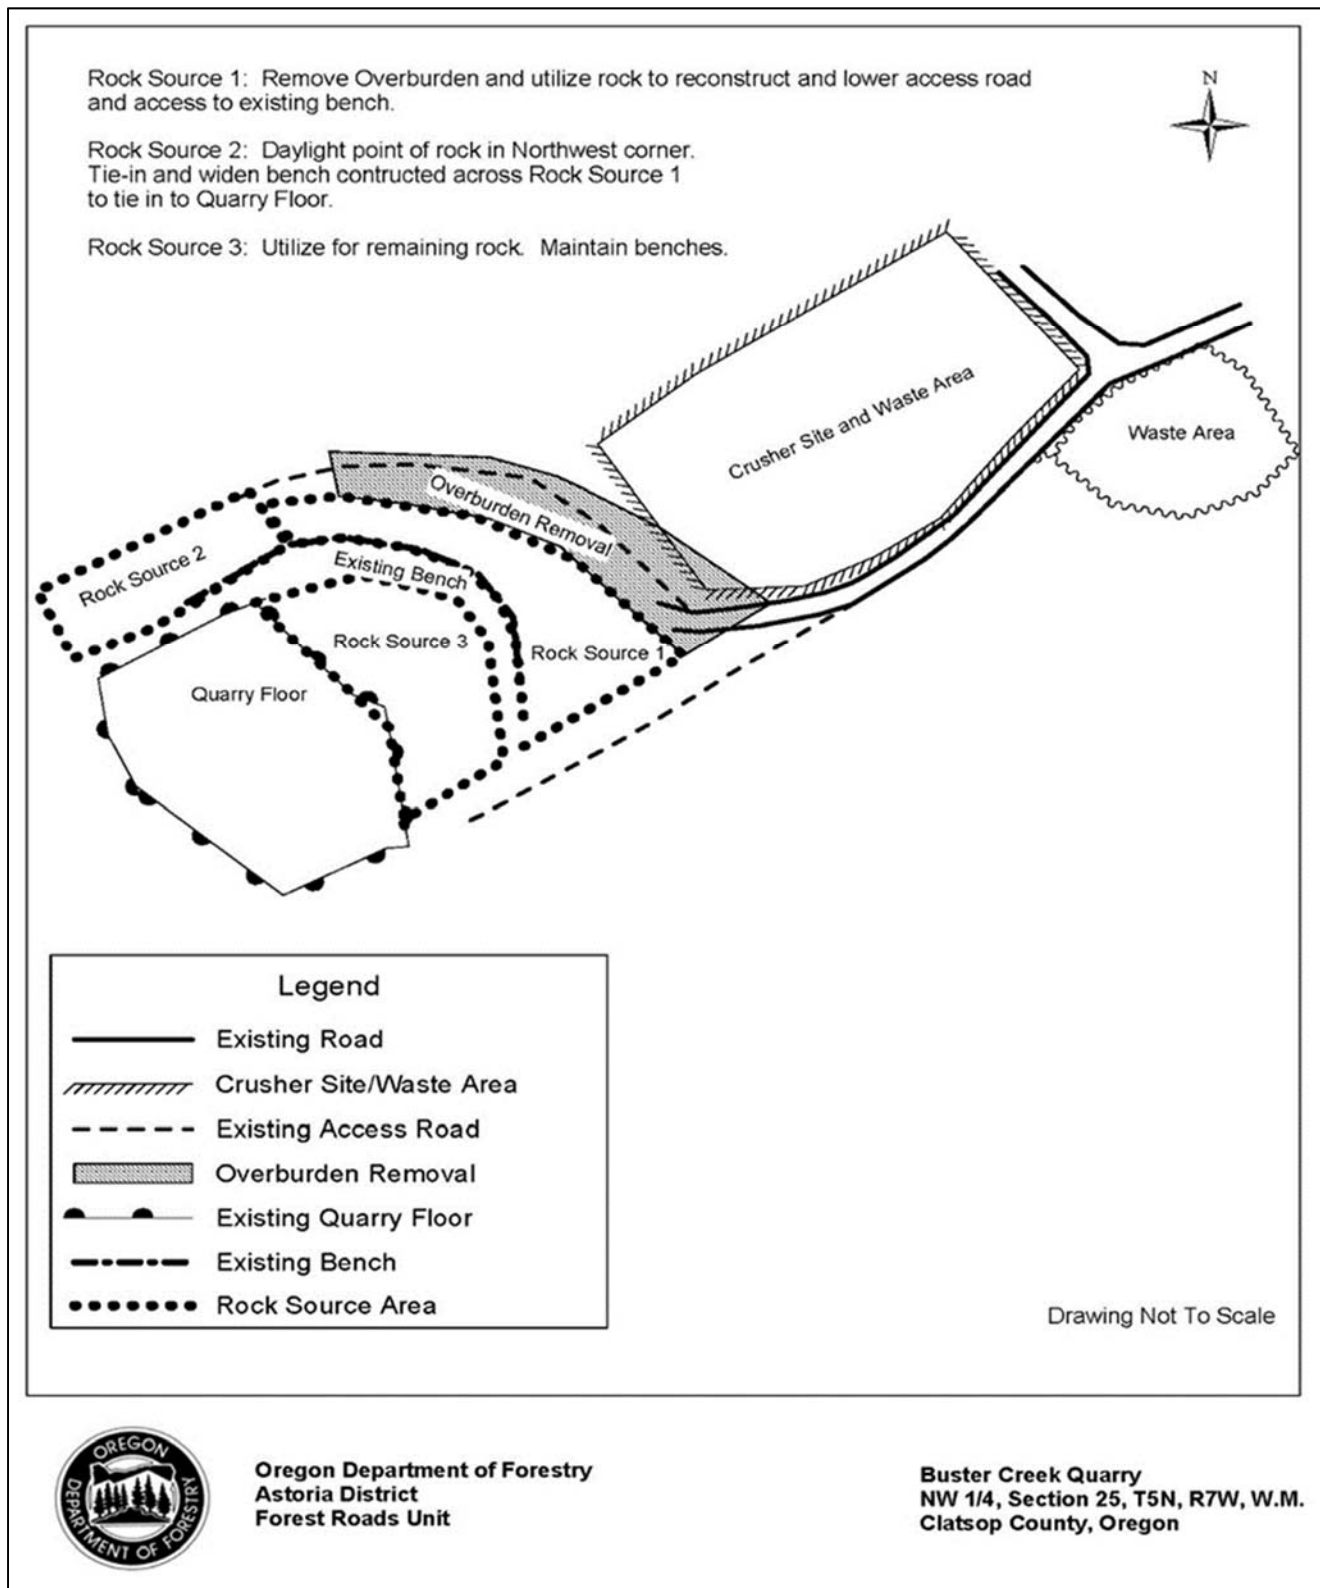 Rock Source 1: Remove Overburden and utilize rock to reconstruct and lower access road
and access to existing bench.
N
Rock Source 2: Daylight point of rock in Northwest corner.
Tie-in and widen bench contructed across Rock Source 1
to tie in to Quarry Floor.
Rock Source 3: Utilize for remaining rock. Maintain benches.
Crusher Site and Waste Area
Waste Area
Overburden Removal
Rock Source 2
Existing Bench
Rock Source 3
Rock Source 1
Quarry Floor
Legend
Existing Road
Crusher Site/Waste Area
Existing Access Road
Overburden Removal
Existing Quarry Floor
Existing Bench
Rock Source Area
Drawing Not To Scale
OREGON
DEPARTMENT OF FORESTRY
Oregon Department of Forestry
Astoria District
Forest Roads Unit
Buster Creek Quarry
NW 1/4, Section 25, T5N, R7W, W.M.
Clatsop County, Oregon